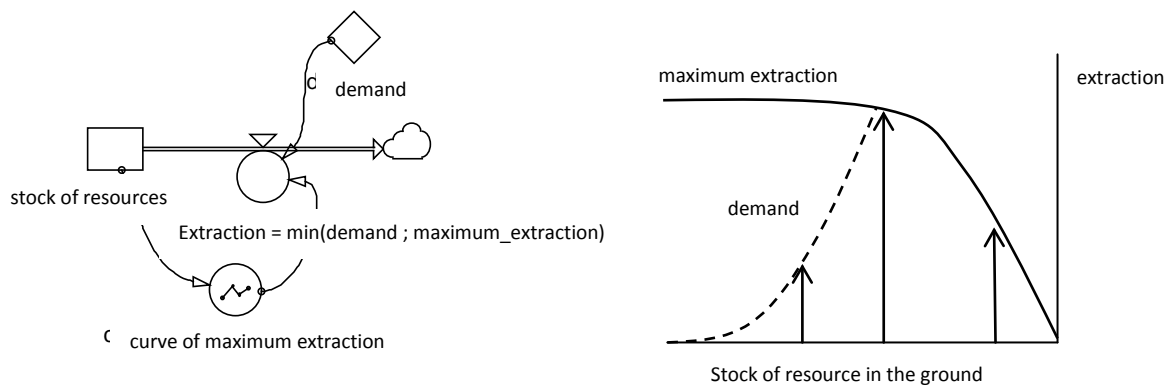 demand
stock of resources
Extraction = min(demand ; maximum_extraction)
curve of maximum extraction
maximum extraction
extraction
demand
Stock of resource in the ground